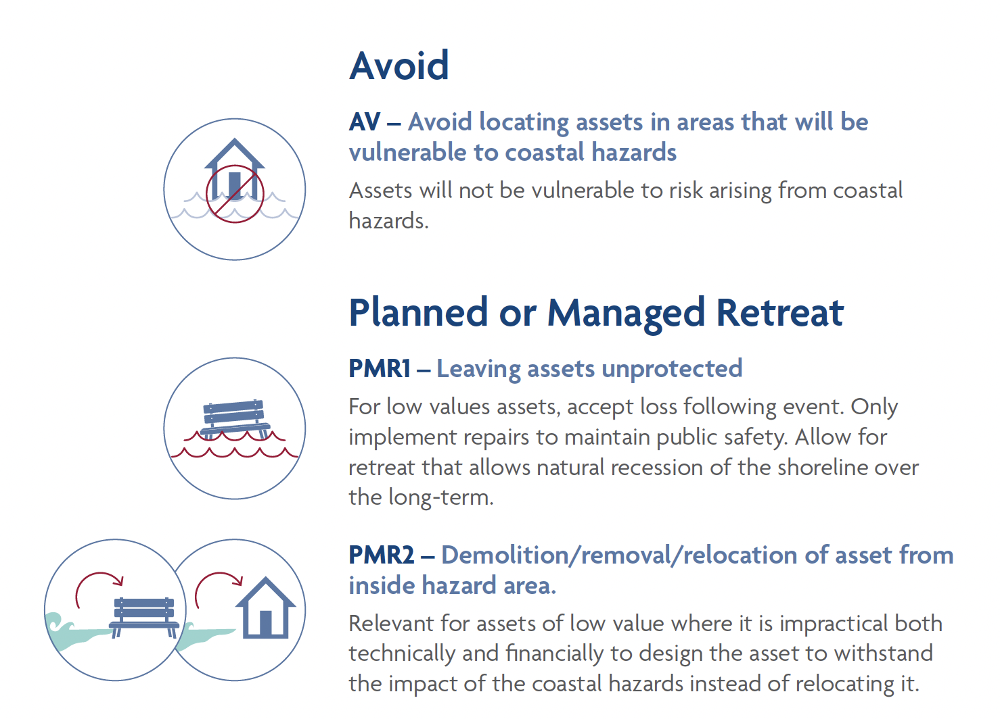 Avoid
AV – Avoid locating assets in areas that will be
vulnerable to coastal hazards
Assets will not be vulnerable to risk arising from coastal
hazards.
Planned or Managed Retreat
PMR1 – Leaving assets unprotected
For low values assets, accept loss following event. Only
implement repairs to maintain public safety. Allow for
retreat that allows natural recession of the shoreline over
the long-term.
PMR2 – Demolition/removal/relocation of asset from
inside hazard area.
Relevant for assets of low value where it is impractical both
technically and financially to design the asset to withstand
the impact of the coastal hazards instead of relocating it.